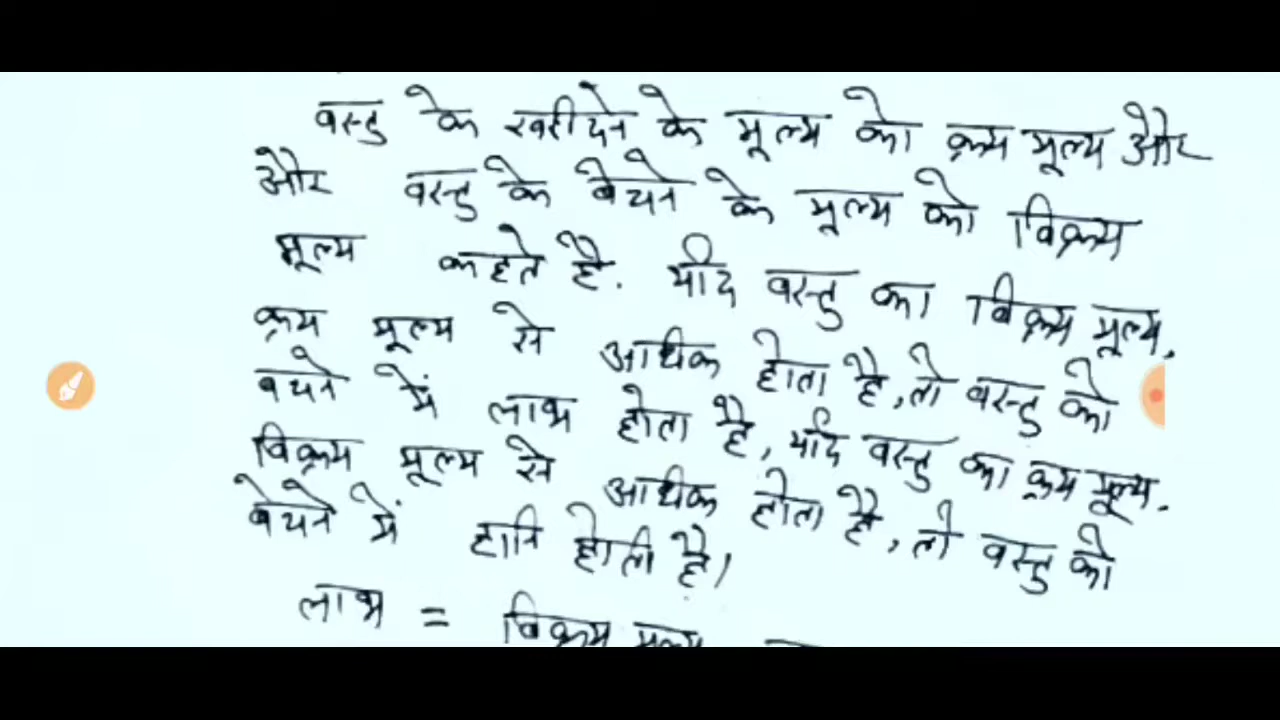 वस्तु के खरीदने के मूल्य को क्रय मूल्य और
और वस्तु के बेचने के मूल्य को विक्रय
मूल्य कहते है. यदि वस्तु का विक्रय मूल्य,
क्रय मूल्य से अधिक होता है, तो वस्तु को
बेचने में लाभ होता है, यदि वस्तु का क्रय मूल्य.
विक्रय मूल्य से अधिक होता है, तो वस्तु को
बेचने में हानि होती है।
लाभ = विक्रय मूल्य